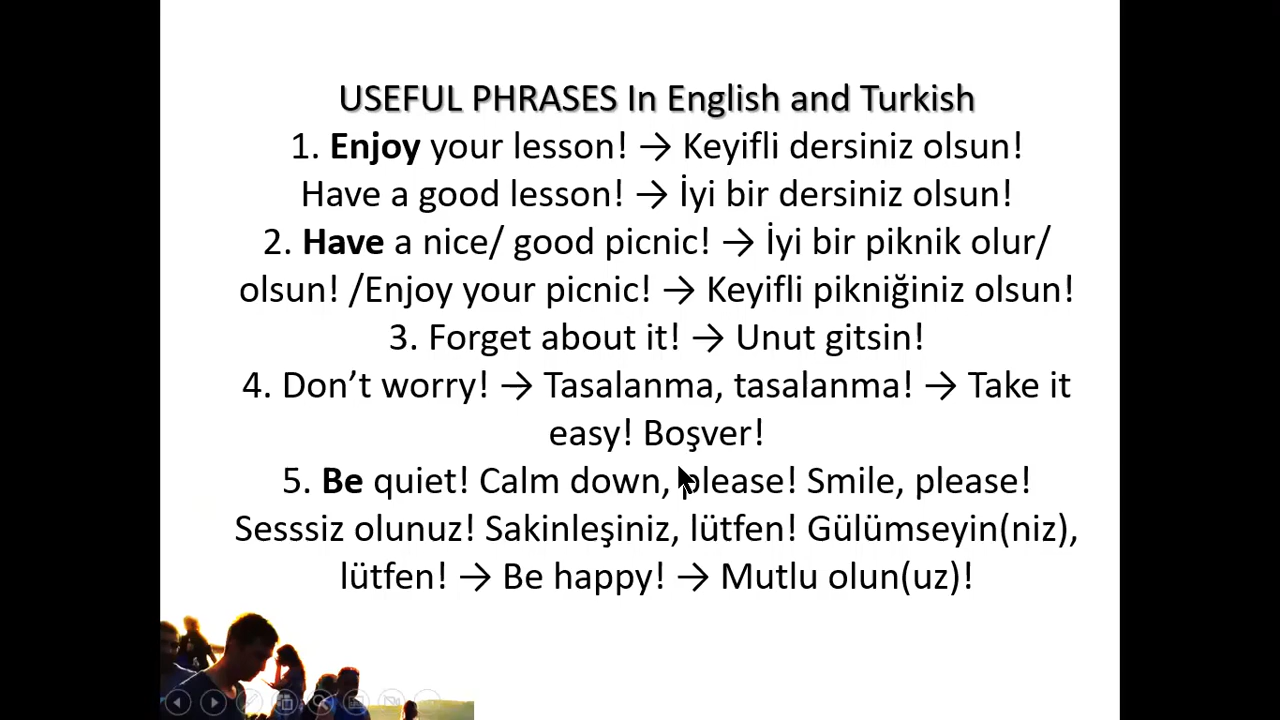 USEFUL PHRASES In English and Turkish
1. Enjoy your lesson! → Keyifli dersiniz olsun!
Have a good lesson! → İyi bir dersiniz olsun!
2. Have a nice/ good picnic! → İyi bir piknik olur/
olsun! /Enjoy your picnic! → Keyifli pikniğiniz olsun!
3. Forget about it! → Unut gitsin!
4. Don’t worry! → Tasalanma, tasalanma! → Take it
easy! Boşver!
5. Be quiet! Calm down, please! Smile, please!
Sesssiz olunuz! Sakinleşiniz, lütfen! Gülümseyin(niz),
lütfen! → Be happy! → Mutlu olun(uz)!